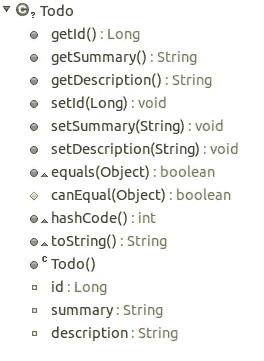 Todo
getId() : Long
getSummary() : String
getDescription() : String
setId(Long) : void
setSummary(String) : void
setDescription(String) : void
equals(Object) : boolean
canEqual(Object) : boolean
hashCode() : int
toString() : String
Todo()
id : Long
summary : String
description : String